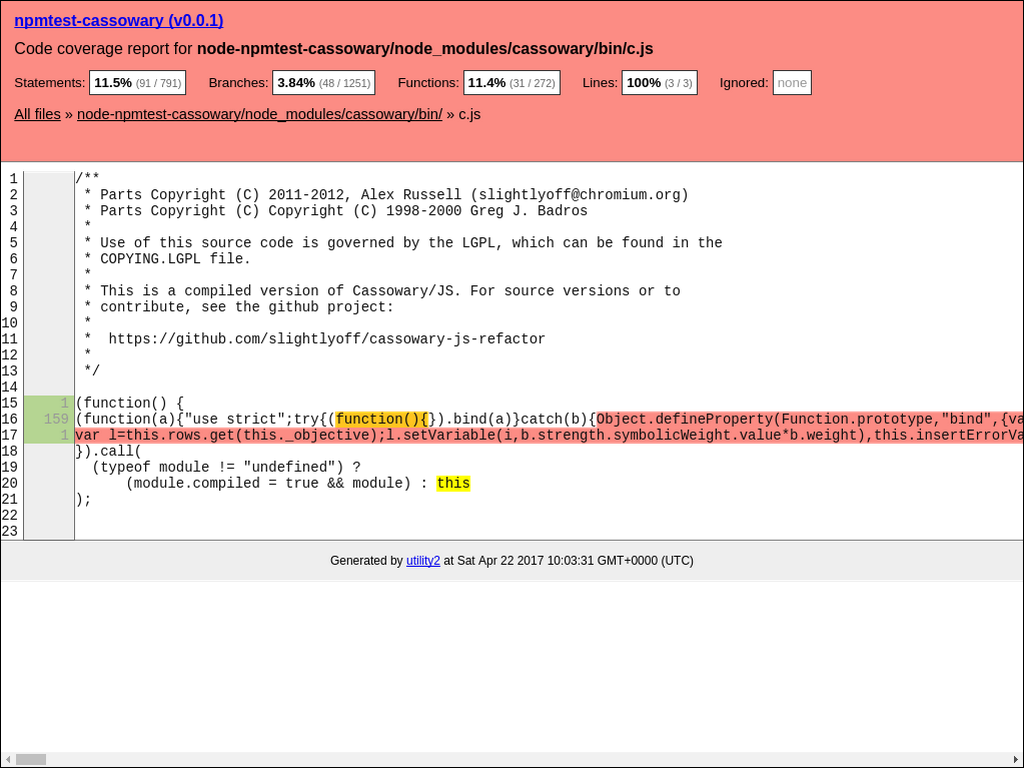 npmtest-cassowary (v0.0.1)
Code coverage report for node-npmtest-cassowary/node_modules/cassowary/bin/c.js
Statements: 11.5% (91 / 791) Branches: 3.84% (48 / 1251) Functions: 11.4% (31 / 272) Lines: 100% (3 / 3) Ignored: none
All files » node-npmtest-cassowary/node_modules/cassowary/bin/ » c.js
1 /**
2  * Parts Copyright (C) 2011-2012, Alex Russell (slightlyoff@chromium.org)
3  * Parts Copyright (C) Copyright (C) 1998-2000 Greg J. Badros
4  *
5  * Use of this source code is governed by the LGPL, which can be found in the
6  * COPYING.LGPL file.
7  *
8  * This is a compiled version of Cassowary/JS. For source versions or to
9  * contribute, see the github project:
10  *
11  *  https://github.com/slightlyoff/cassowary-js-refactor
12  *
13  */
14
15 1 (function() {
16 159 (function(a){"use strict";try{(function(){}).bind(a)}catch(b){Object.defineProperty(Function.prototype,"bind",{va
17 1 var l=this.rows.get(this._objective);l.setVariable(i,b.strength.symbolicWeight.value*b.weight),this.insertErrorVa
18 }).call(
19   (typeof module != "undefined") ?
20       (module.compiled = true && module) : this
21 );
22
23
Generated by utility2 at Sat Apr 22 2017 10:03:31 GMT+0000 (UTC)